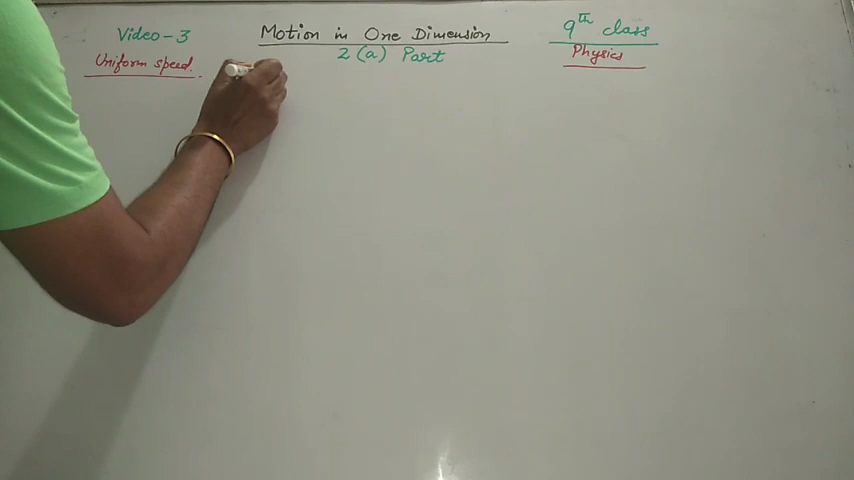 Video-3
Motion in One Dimension
9th class
Uniform speed.
2 (a) Part
Physics